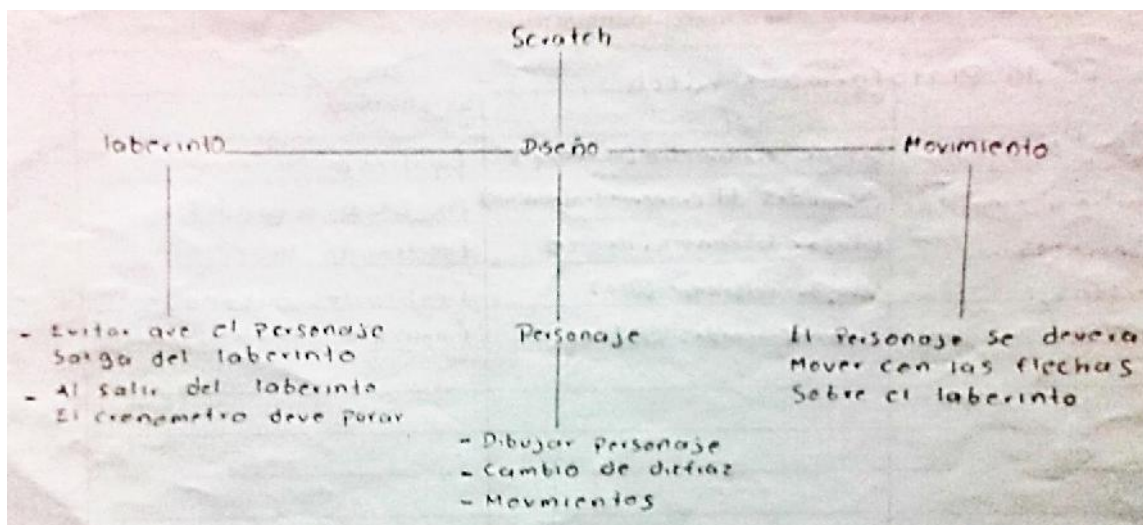 Scratch
laberinto
Diseño
Movimiento
- Evitar que el Personaje
Salga del laberinto
- Al salir del laberinto
El cronometro deve parar
Personaje
- Dibujar Personaje
- Cambio de disfraz
- Movmientos
El Personaje se devera
Mover con las flechas
Sobre el laberinto